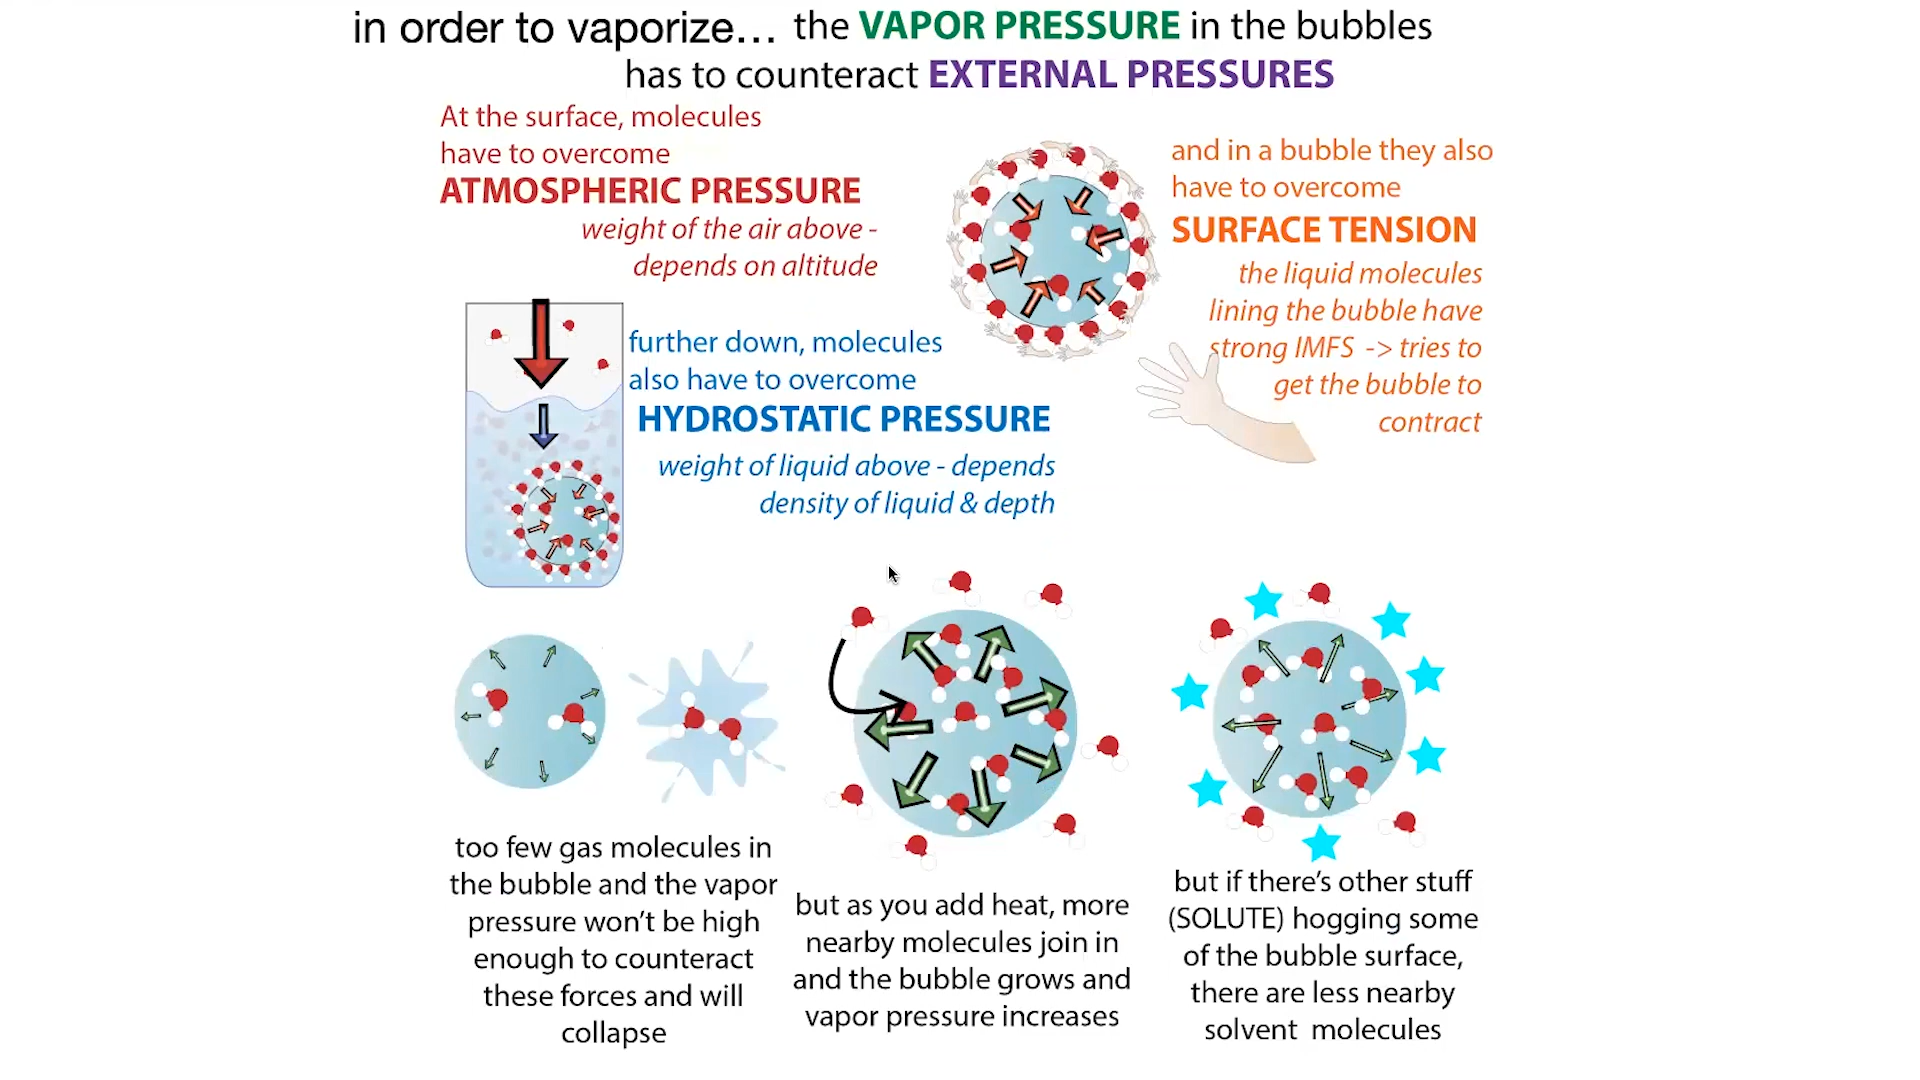 in order to vaporize... the VAPOR PRESSURE in the bubbles
has to counteract EXTERNAL PRESSURES
At the surface, molecules
have to overcome
ATMOSPHERIC PRESSURE
weight of the air above -
depends on altitude
and in a bubble they also
have to overcome
SURFACE TENSION
the liquid molecules
lining the bubble have
strong IMFS -> tries to
get the bubble to
contract
further down, molecules
also have to overcome
HYDROSTATIC PRESSURE
weight of liquid above - depends
density of liquid & depth
too few gas molecules in
the bubble and the vapor
pressure won't be high
enough to counteract
these forces and will
collapse
but as you add heat, more
nearby molecules join in
and the bubble grows and
vapor pressure increases
but if there's other stuff
(SOLUTE) hogging some
of the bubble surface,
there are less nearby
solvent molecules